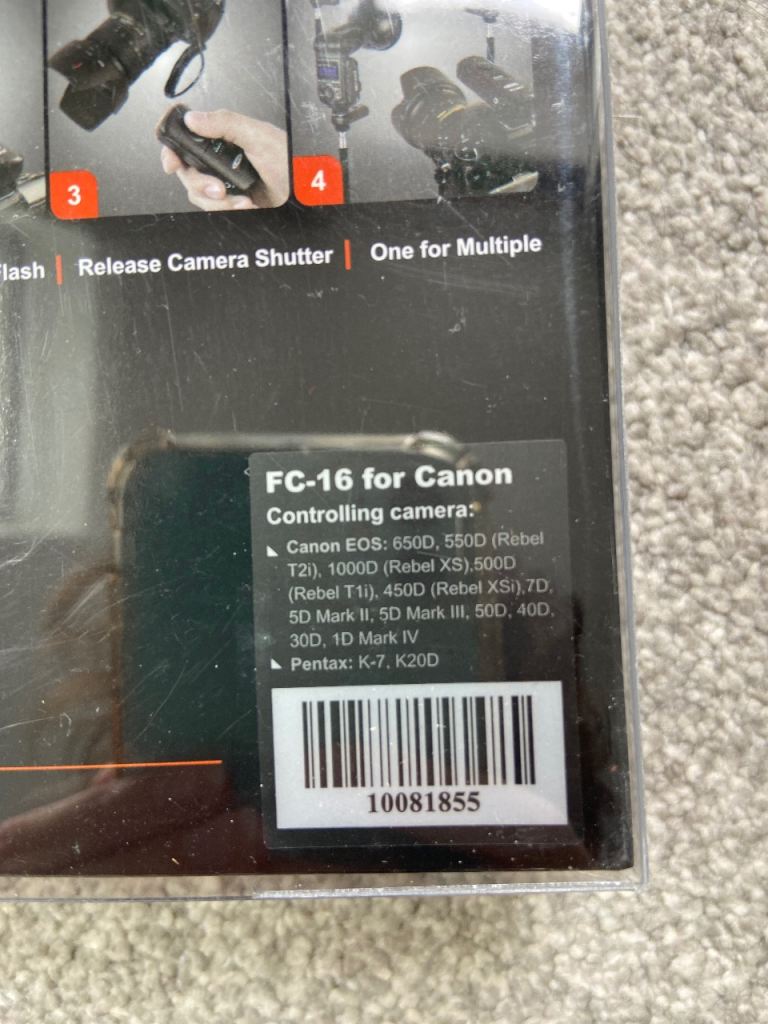 3
4
lash | Release Camera Shutter | One for Multiple
FC-16 for Canon
Controlling camera:
Canon EOS: 650D, 550D (Rebel
T2i), 1000D (Rebel XS),500D
(Rebel T1i), 450D (Rebel XSi),7D,
5D Mark II, 5D Mark III, 50D, 40D,
30D, 1D Mark IV
Pentax: K-7, K20D
10081855